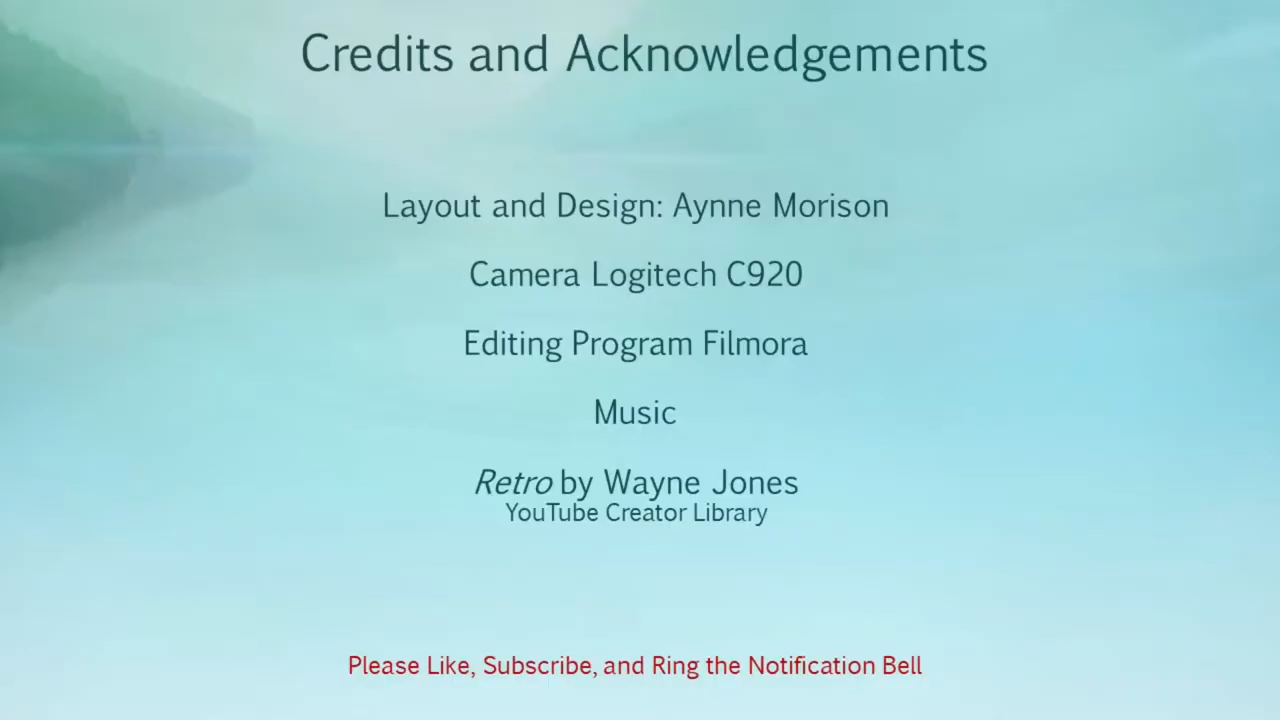 Credits and Acknowledgements
Layout and Design: Aynne Morison
Camera Logitech C920
Editing Program Filmora
Music
Retro by Wayne Jones
YouTube Creator Library
Please Like, Subscribe, and Ring the Notification Bell